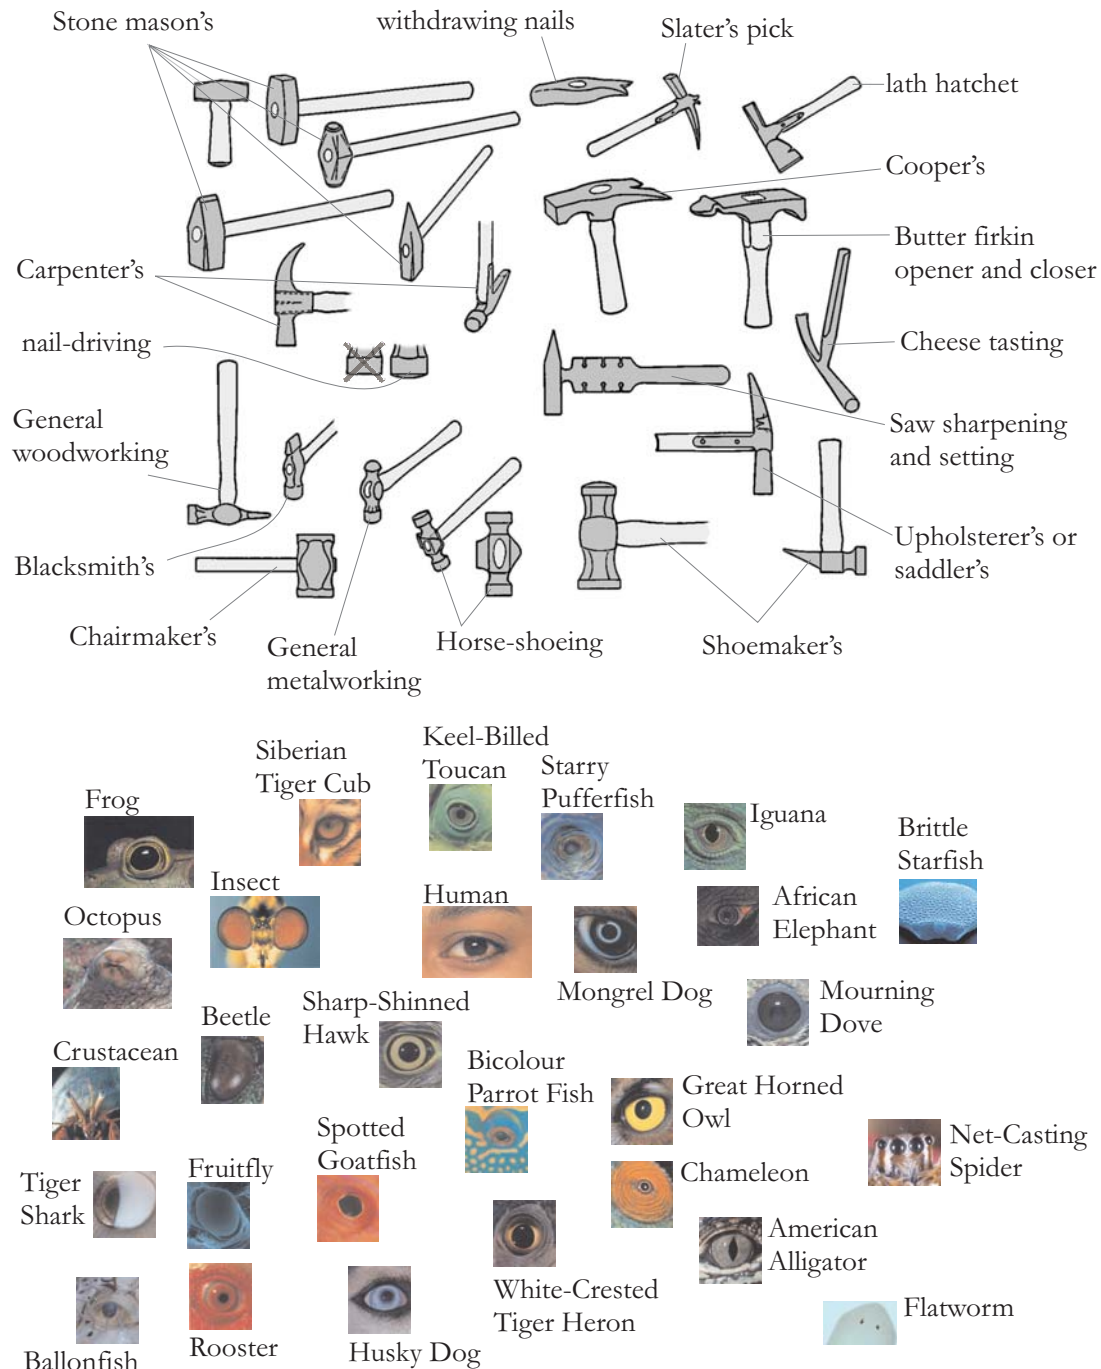 Stone mason's
withdrawing nails
Slater's pick
lath hatchet
Cooper's
Butter firkin
opener and closer
Carpenter's
nail-driving
Cheese tasting
General
woodworking
Saw sharpening
and setting
Blacksmith's
Upholsterer's or
saddler's
Chairmaker's
General
metalworking
Horse-shoeing
Shoemaker's
Siberian
Tiger Cub
Keel-Billed
Toucan
Starry
Pufferfish
Frog
Iguana
Brittle
Starfish
Insect
Human
African
Elephant
Octopus
Mongrel Dog
Mourning
Dove
Beetle
Sharp-Shinned
Hawk
Crustacean
Bicolour
Parrot Fish
Great Horned
Owl
Net-Casting
Spider
Spotted
Goatfish
Tiger
Shark
Fruitfly
Chameleon
American
Alligator
White-Crested
Tiger Heron
Flatworm
Ballonfish
Rooster
Husky Dog